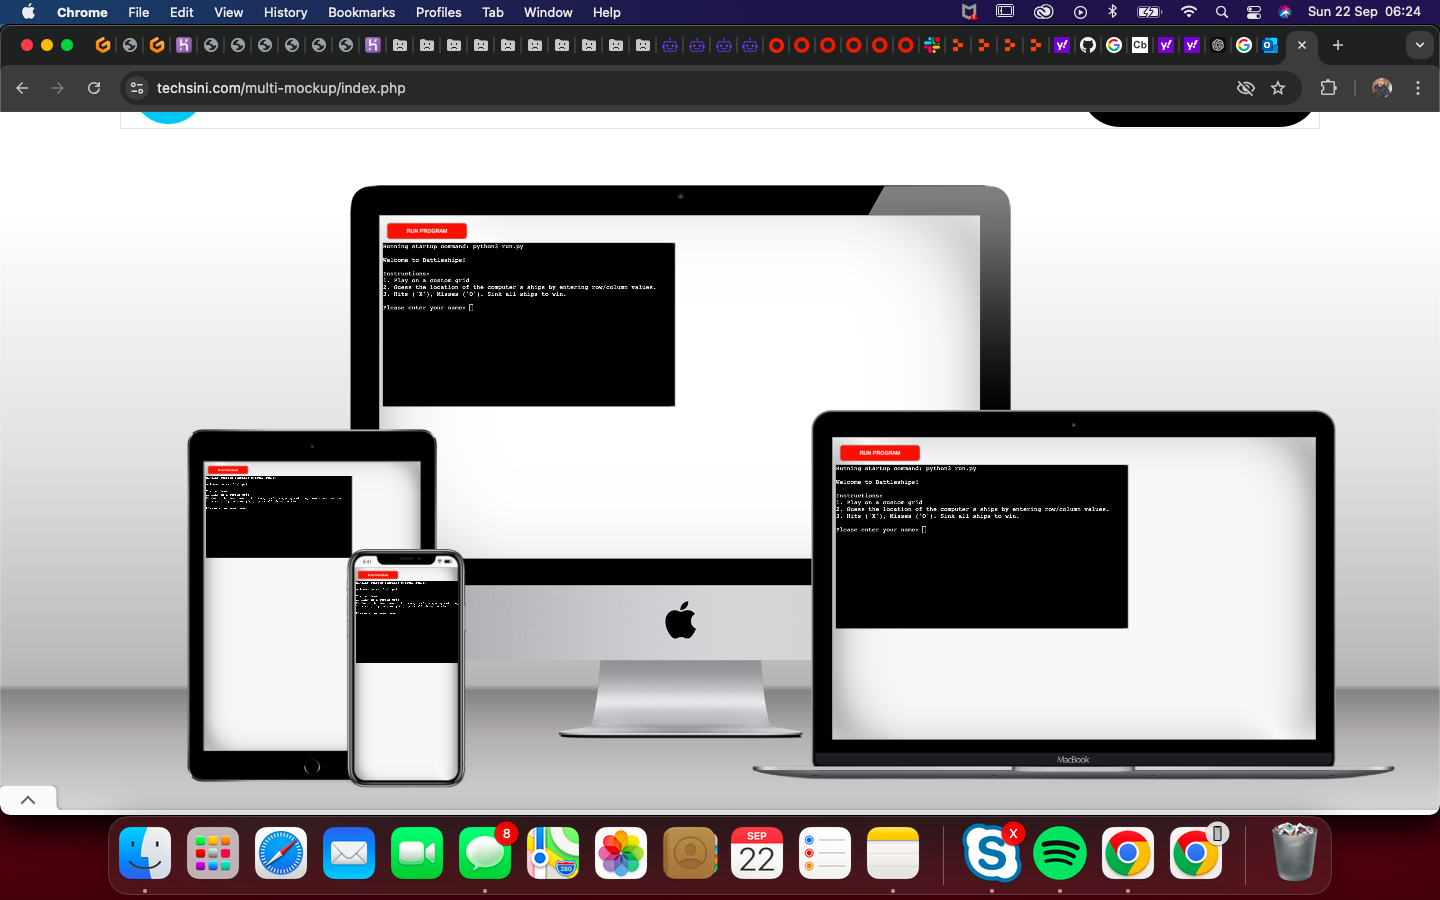 Chrome File Edit View History Bookmarks Profiles Tab Window Help Sun 22 Sep 06:24
Cb
techsini.com/multi-mockup/index.php
RUN PROGRAM
Running startup command: python3 run.py
Welcome to Battleships!
Instructions:
1. Play on a custom grid
2. Guess the location of the computer's ships by entering row/column values.
3. Hits ('X'), Misses ('O'). Sink all ships to win.
Please enter your name:
RUN PROGRAM
Running startup command: python3 run.py
Welcome to Battleships!
Instructions:
1. Play on a custom grid
2. Guess the location of the computer's ships by entering row/column values.
3. Hits ('X'), Misses ('O'). Sink all ships to win.
Please enter your name:
MacBook
9:41
8
280
SEP
22
X